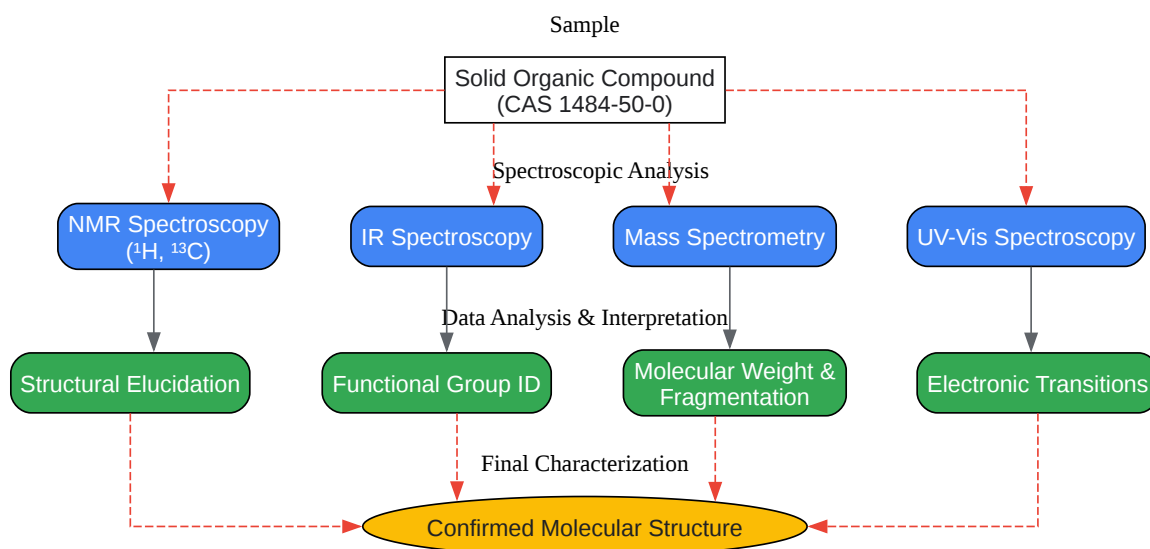 Sample
Solid Organic Compound
(CAS 1484-50-0)
Spectroscopic Analysis
NMR Spectroscopy
(¹H, ¹³C)
IR Spectroscopy
Mass Spectrometry
UV-Vis Spectroscopy
Data Analysis & Interpretation
Structural Elucidation
Functional Group ID
Molecular Weight &
Fragmentation
Electronic Transitions
Final Characterization
Confirmed Molecular Structure